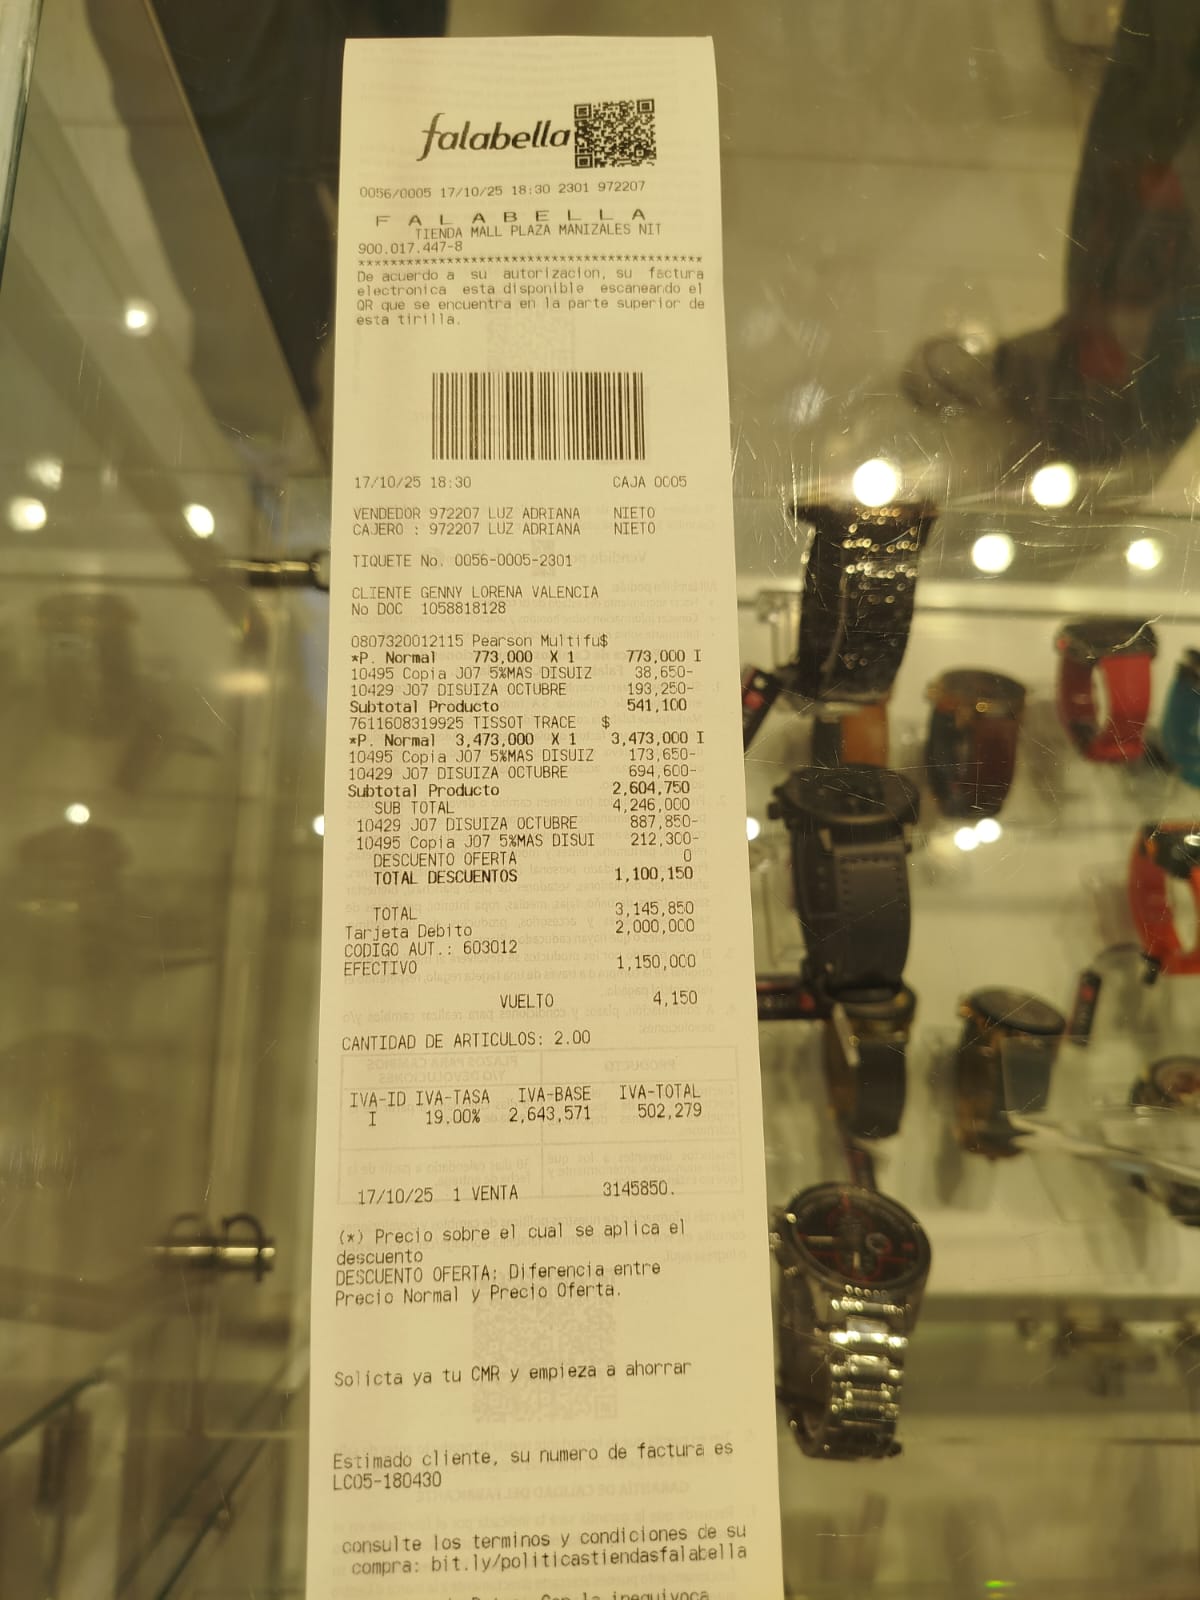 falabella
0056/0005 17/10/25 18:30 2301 972207
F A L A B E L L A
TIENDA MALL PLAZA MANIZALES NIT
900.017.447-8
******************************************
De acuerdo a su autorizacion, su factura
electronica esta disponible escaneando el
QR que se encuentra en la parte superior de
esta tirilla.
17/10/25 18:30 CAJA 0005
VENDEDOR 972207 LUZ ADRIANA NIETO
CAJERO : 972207 LUZ ADRIANA NIETO
TIQUETE No. 0056-0005-2301
CLIENTE GENNY LORENA VALENCIA
No DOC 1058818128
0807320012115 Pearson Multifu$
*P. Normal 773,000 X 1 773,000 I
10495 Copia J07 5%MAS DISUIZ 38,650-
10429 J07 DISUIZA OCTUBRE 193,250-
Subtotal Producto 541,100
7611608319925 TISSOT TRACE $
*P. Normal 3,473,000 X 1 3,473,000 I
10495 Copia J07 5%MAS DISUIZ 173,650-
10429 J07 DISUIZA OCTUBRE 694,600-
Subtotal Producto 2,604,750
SUB TOTAL 4,246,000
10429 J07 DISUIZA OCTUBRE 887,850-
10495 Copia J07 5%MAS DISUI 212,300-
DESCUENTO OFERTA 0
TOTAL DESCUENTOS 1,100,150
TOTAL 3,145,850
Tarjeta Debito 2,000,000
CODIGO AUT.: 603012
EFECTIVO 1,150,000
VUELTO 4,150
CANTIDAD DE ARTICULOS: 2.00
IVA-ID IVA-TASA IVA-BASE IVA-TOTAL
I 19.00% 2,643,571 502,279
17/10/25 1 VENTA 3145850.
(*) Precio sobre el cual se aplica el
descuento
DESCUENTO OFERTA: Diferencia entre
Precio Normal y Precio Oferta.
Solicta ya tu CMR y empieza a ahorrar
Estimado cliente, su numero de factura es
LC05-180430
consulte los terminos y condiciones de su
compra: bit.ly/politicastiendasfalabella